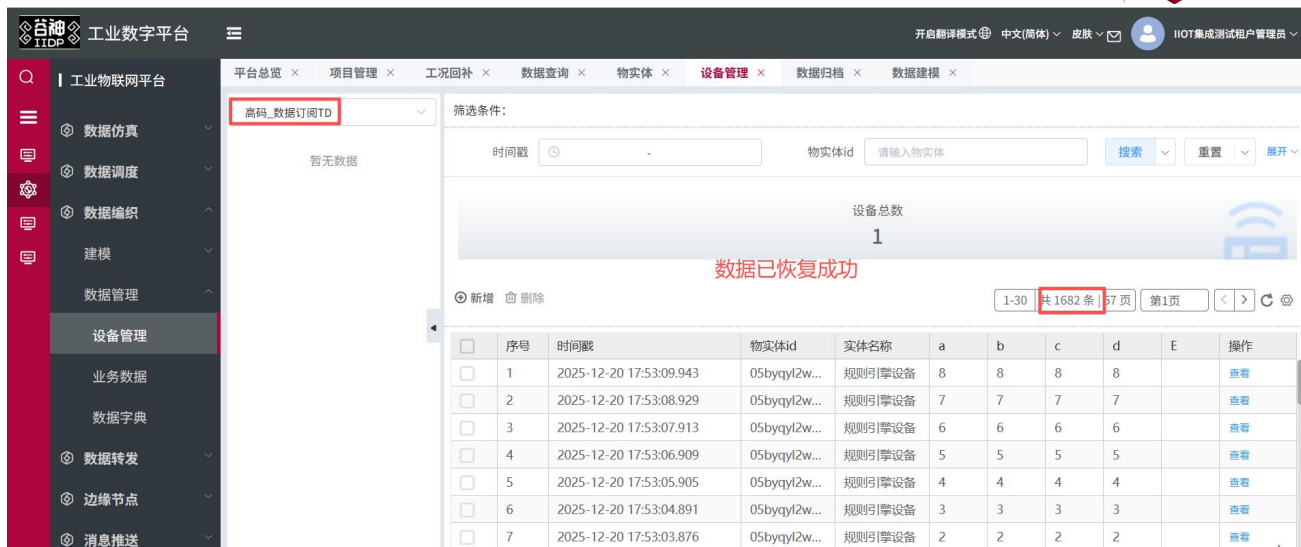 谷神 IIDP 工业数字平台 开启翻译模式 中文(简体) 皮肤 IIOT集成测试租户管理员
工业物联网平台
平台总览 × 项目管理 × 工况回补 × 数据查询 × 物实体 × 设备管理 × 数据归档 × 数据建模 ×
数据仿真
数据调度
数据编织
建模
数据管理
设备管理
业务数据
数据字典
数据转发
边缘节点
消息推送
高码_数据订阅TD
暂无数据
筛选条件:
时间戳 - 物实体id 请输入物实体 搜索 重置 展开
设备总数
1
数据已恢复成功
新增 删除 1-30 共 1682 条 57 页 第1页
序号 时间戳 物实体id 实体名称 a b c d E 操作
1 2025-12-20 17:53:09.943 05byqyl2w... 规则引擎设备 8 8 8 8 查看
2 2025-12-20 17:53:08.929 05byqyl2w... 规则引擎设备 7 7 7 7 查看
3 2025-12-20 17:53:07.913 05byqyl2w... 规则引擎设备 6 6 6 6 查看
4 2025-12-20 17:53:06.909 05byqyl2w... 规则引擎设备 5 5 5 5 查看
5 2025-12-20 17:53:05.905 05byqyl2w... 规则引擎设备 4 4 4 4 查看
6 2025-12-20 17:53:04.891 05byqyl2w... 规则引擎设备 3 3 3 3 查看
7 2025-12-20 17:53:03.876 05byqyl2w... 规则引擎设备 2 2 2 2 查看